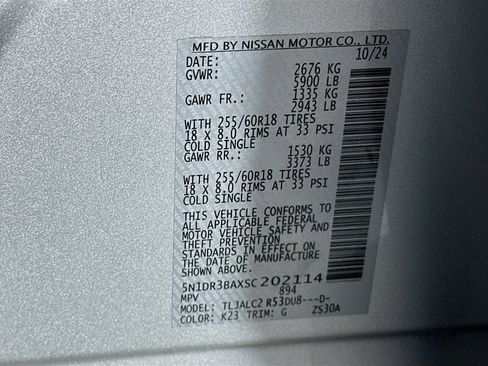 MFD BY NISSAN MOTOR CO., LTD.
DATE: 10/24
GVWR: 2676 KG
5900 LB
GAWR FR.: 1335 KG
2943 LB
WITH 255/60R18 TIRES
18 X 8.0 RIMS AT 33 PSI
COLD SINGLE
GAWR RR.: 1530 KG
3373 LB
WITH 255/60R18 TIRES
18 X 8.0 RIMS AT 33 PSI
COLD SINGLE
THIS VEHICLE CONFORMS TO
ALL APPLICABLE FEDERAL
MOTOR VEHICLE SAFETY AND
THEFT PREVENTION
STANDARDS IN EFFECT ON
THE DATE OF MANUFACTURE
SHOWN ABOVE.
5N1DR3BAXSC202114
MPV 894
MODEL: TLJALC2 R53DU8---D-
COLOR: K23 TRIM: G ZS30A